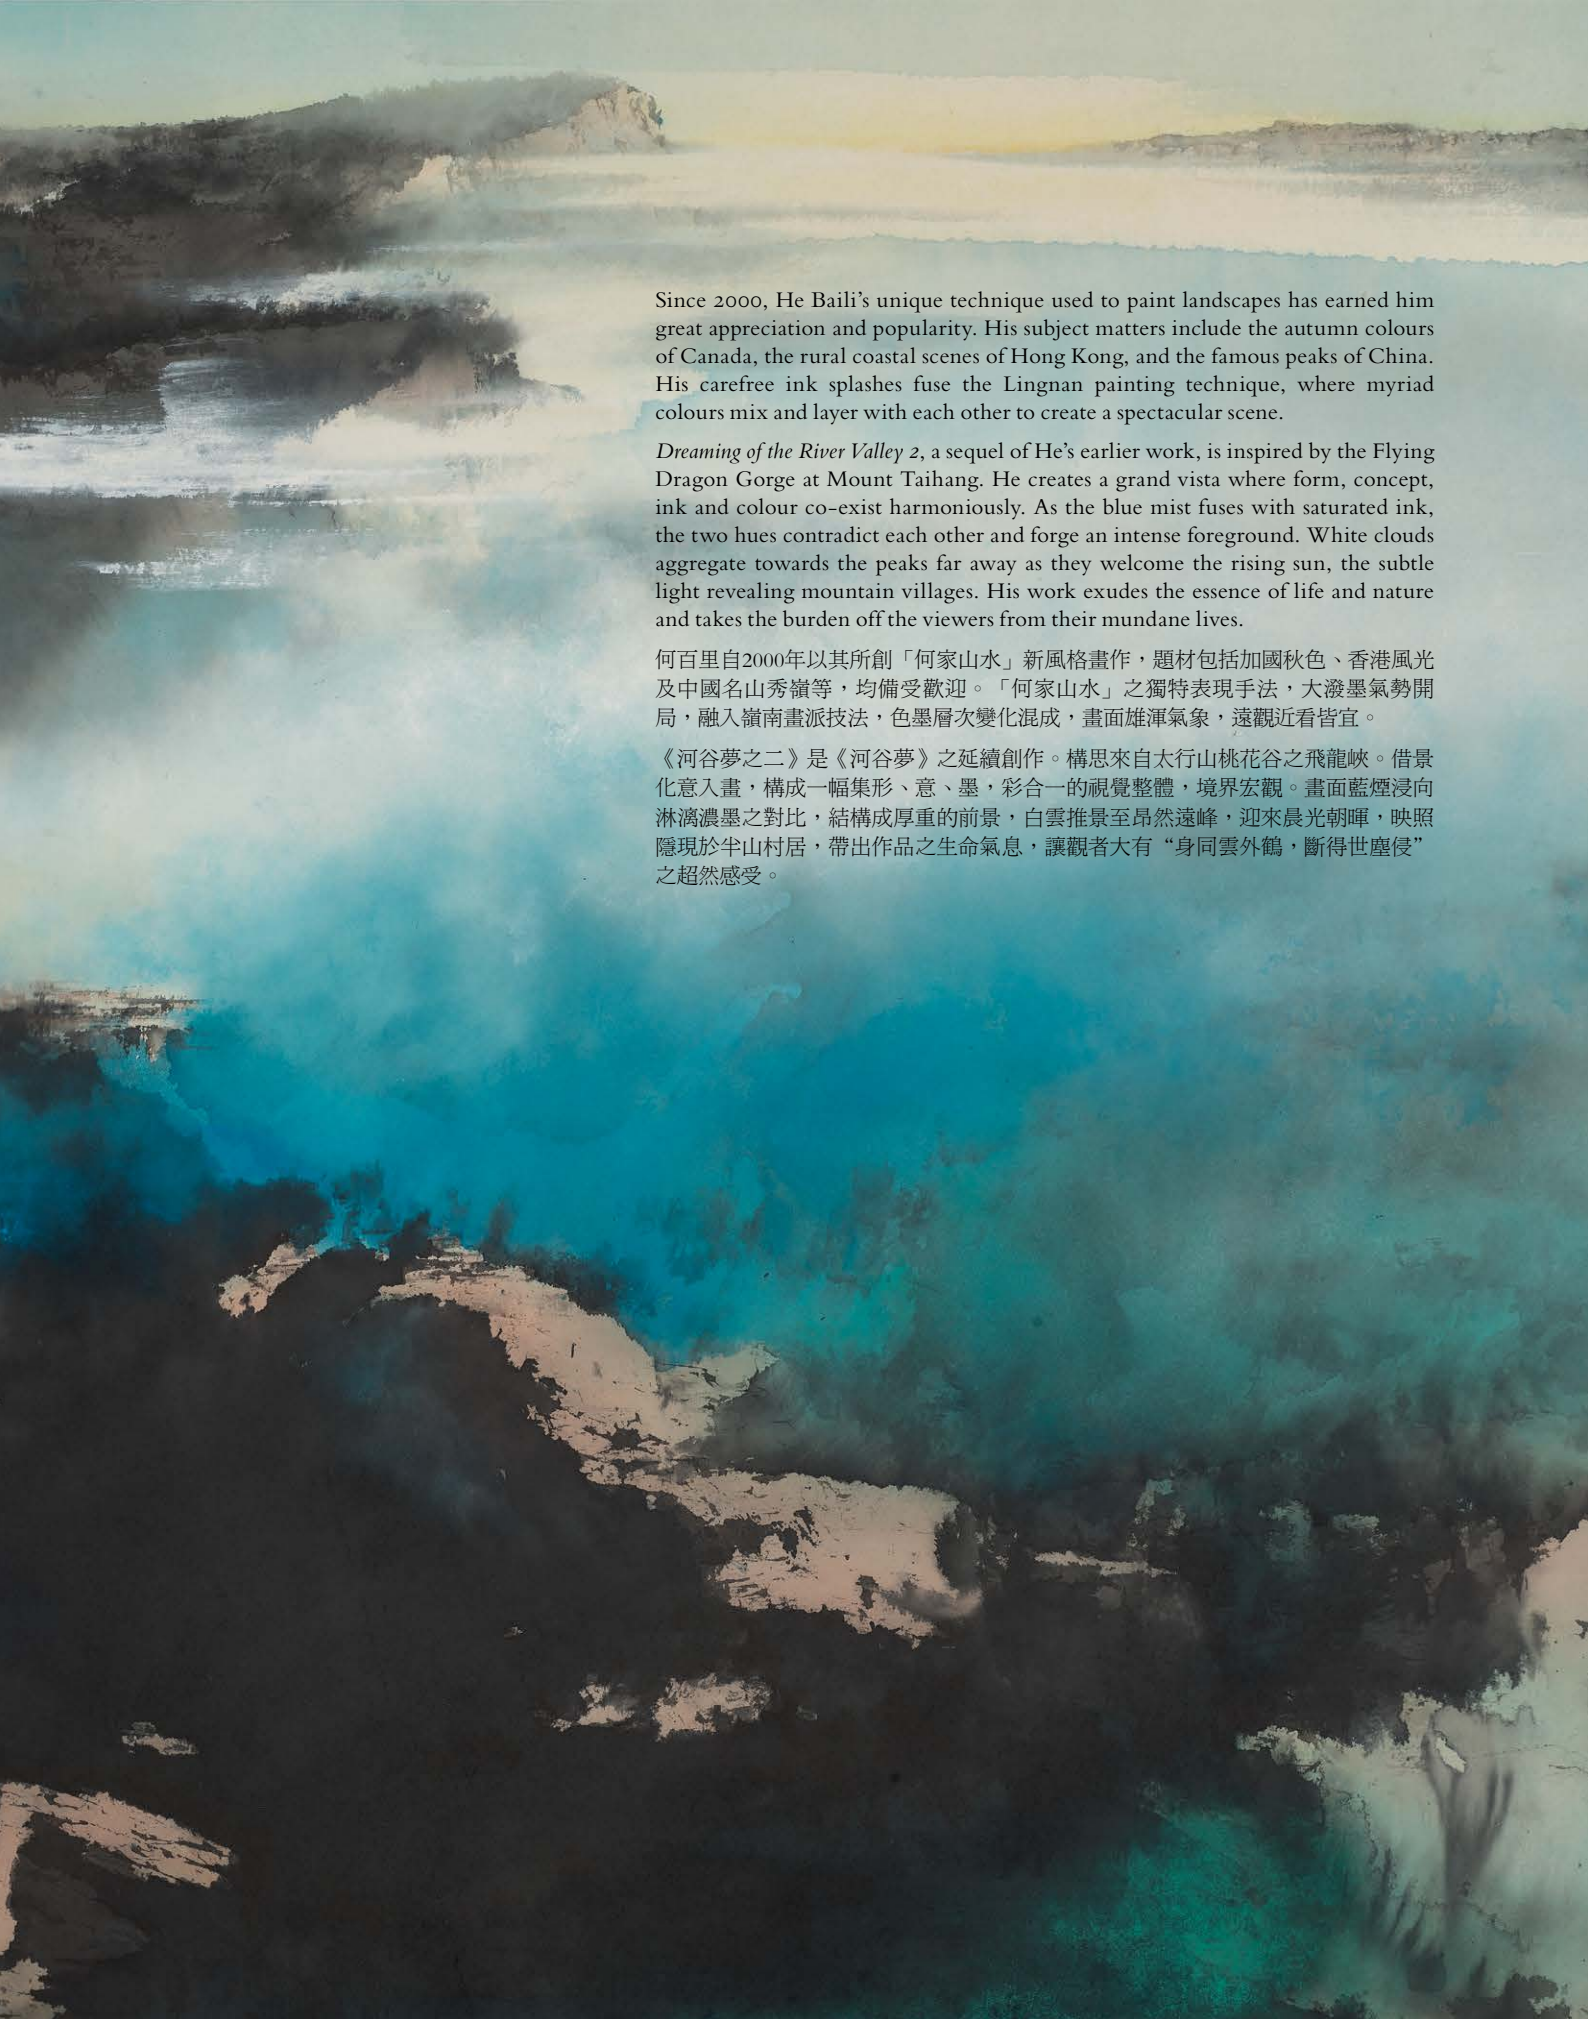 Since 2000, He Baili’s unique technique used to paint landscapes has earned him
great appreciation and popularity. His subject matters include the autumn colours
of Canada, the rural coastal scenes of Hong Kong, and the famous peaks of China.
His carefree ink splashes fuse the Lingnan painting technique, where myriad
colours mix and layer with each other to create a spectacular scene.
Dreaming of the River Valley 2, a sequel of He’s earlier work, is inspired by the Flying
Dragon Gorge at Mount Taihang. He creates a grand vista where form, concept,
ink and colour co-exist harmoniously. As the blue mist fuses with saturated ink,
the two hues contradict each other and forge an intense foreground. White clouds
aggregate towards the peaks far away as they welcome the rising sun, the subtle
light revealing mountain villages. His work exudes the essence of life and nature
and takes the burden off the viewers from their mundane lives.
何百里自2000年以其所創「何家山水」新風格畫作，題材包括加國秋色、香港風光
及中國名山秀嶺等，均備受歡迎。「何家山水」之獨特表現手法，大潑墨氣勢開
局，融入嶺南畫派技法，色墨層次變化混成，畫面雄渾氣象，遠觀近看皆宜。
《河谷夢之二》是《河谷夢》之延續創作。構思來自太行山桃花谷之飛龍峽。借景
化意入畫，構成一幅集形、意、墨，彩合一的視覺整體，境界宏觀。畫面藍煙浸向
淋漓濃墨之對比，結構成厚重的前景，白雲推景至昂然遠峰，迎來晨光朝暉，映照
隱現於半山村居，帶出作品之生命氣息，讓觀者大有“身同雲外鶴，斷得世塵侵”
之超然感受。